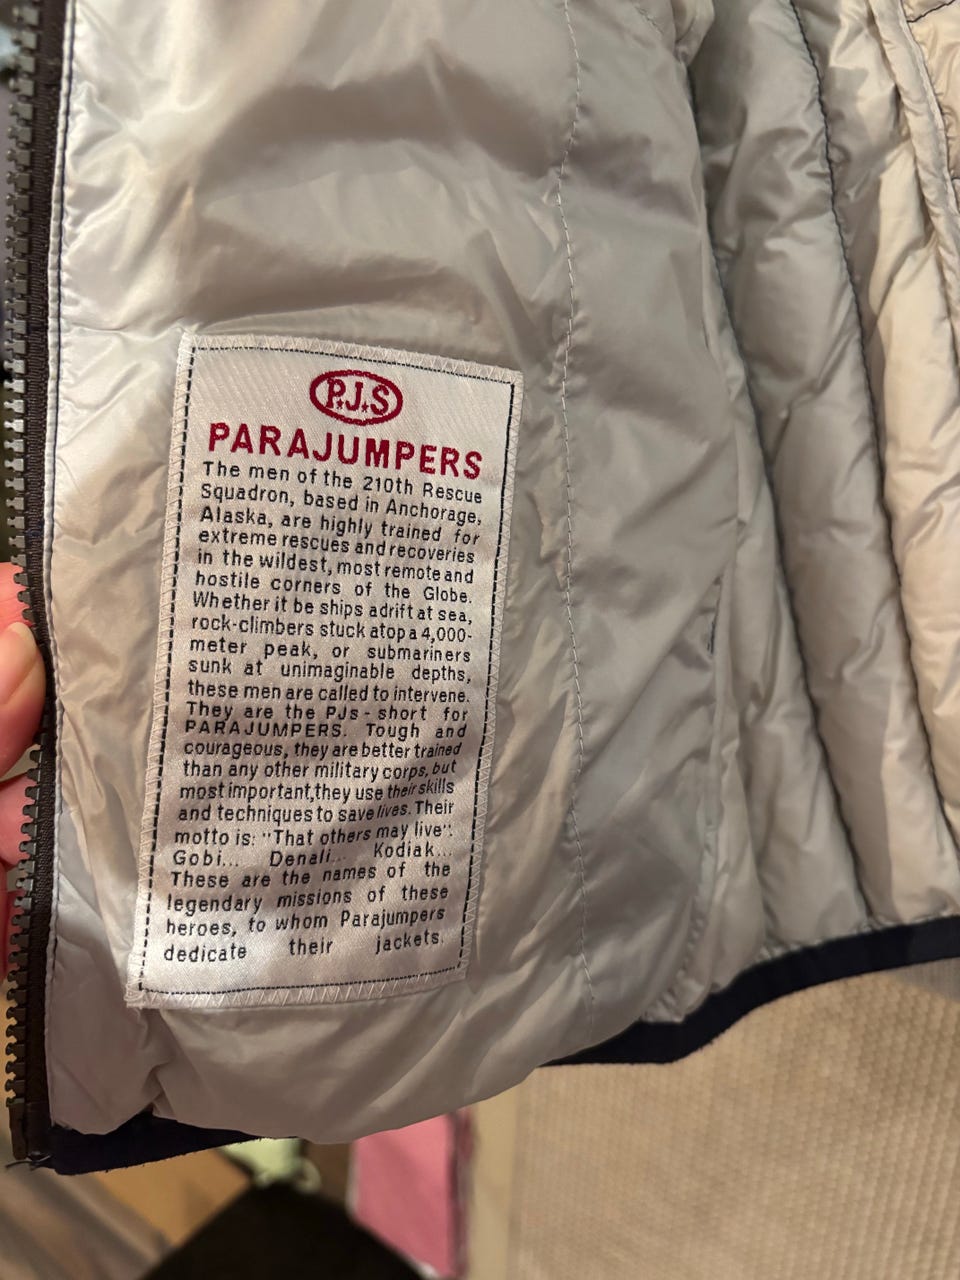 P.J.S
PARAJUMPERS
The men of the 210th Rescue
Squadron, based in Anchorage,
Alaska, are highly trained for
extreme rescues and recoveries
in the wildest, most remote and
hostile corners of the Globe.
Whether it be ships adrift at sea,
rock-climbers stuck atop a 4,000-
meter peak, or submariners
sunk at unimaginable depths,
these men are called to intervene.
They are the PJs - short for
PARAJUMPERS. Tough and
courageous, they are better trained
than any other military corps, but
most important,they use their skills
and techniques to save lives. Their
motto is: "That others may live".
Gobi... Denali... Kodiak...
These are the names of the
legendary missions of these
heroes, to whom Parajumpers
dedicate their jackets.